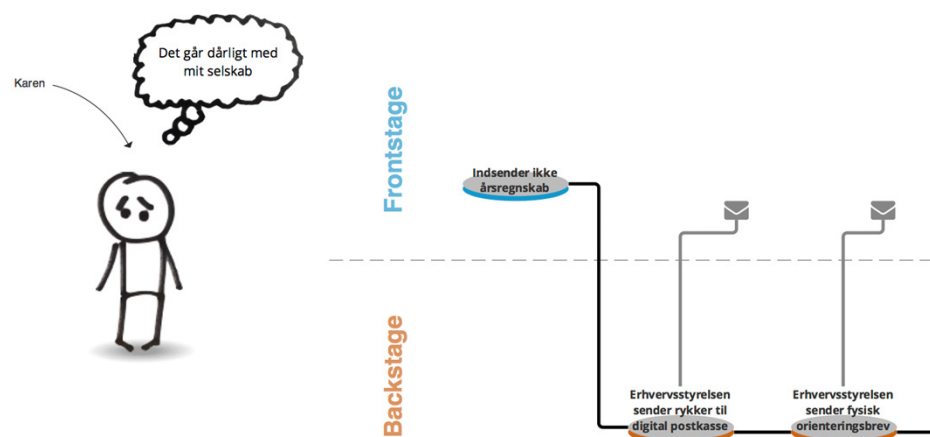 Det går dårligt med
mit selskab
Karen
Frontstage
Indsender ikke
årsregnskab
Backstage
Erhvervsstyrelsen
sender rykker til
digital postkasse
Erhvervsstyrelsen
sender fysisk
orienteringsbrev